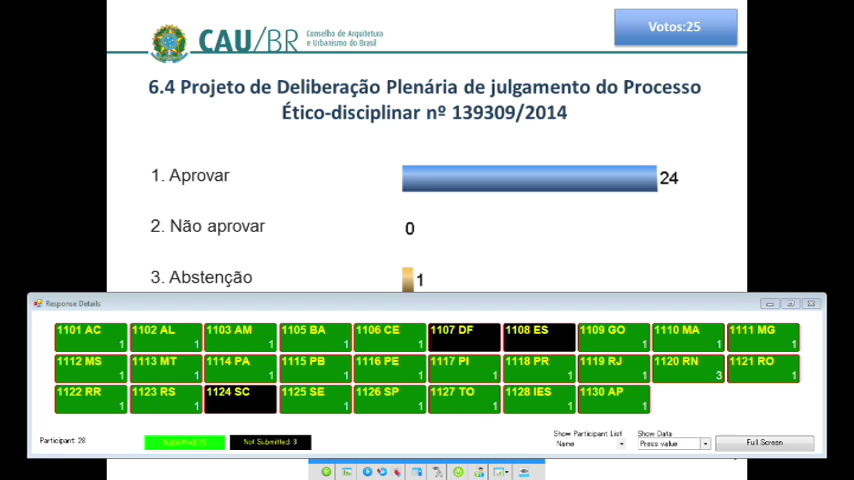 CAU/BR
Conselho de Arquitetura
e Urbanismo do Brasil
Votos:25
6.4 Projeto de Deliberação Plenária de julgamento do Processo
Ético-disciplinar nº 139309/2014
1. Aprovar 24
2. Não aprovar 0
3. Abstenção 1
Response Details
1101 AC 1 1102 AL 1 1103 AM 1 1105 BA 1 1106 CE 1 1107 DF 1108 ES 1109 GO 1 1110 MA 1 1111 MG 1
1112 MS 1 1113 MT 1 1114 PA 1 1115 PB 1 1116 PE 1 1117 PI 1 1118 PR 1 1119 RJ 1 1120 RN 3 1121 RO 1
1122 RR 1 1123 RS 1 1124 SC 1125 SE 1 1126 SP 1 1127 TO 1 1128 IES 1 1130 AP 1
Participant: 28
Submitted: 25
Not Submitted: 3
Show Participant List
Name
Show Data
Press value
Full Screen